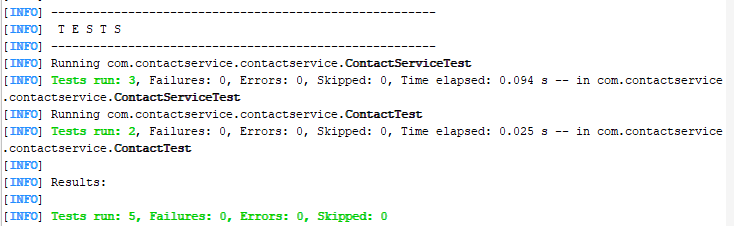 [INFO] -------------------------------------------------------
[INFO]  T E S T S
[INFO] -------------------------------------------------------
[INFO] Running com.contactservice.contactservice.ContactServiceTest
[INFO] Tests run: 3, Failures: 0, Errors: 0, Skipped: 0, Time elapsed: 0.094 s -- in com.contactservice
.contactservice.ContactServiceTest
[INFO] Running com.contactservice.contactservice.ContactTest
[INFO] Tests run: 2, Failures: 0, Errors: 0, Skipped: 0, Time elapsed: 0.025 s -- in com.contactservice
.contactservice.ContactTest
[INFO]
[INFO] Results:
[INFO]
[INFO] Tests run: 5, Failures: 0, Errors: 0, Skipped: 0